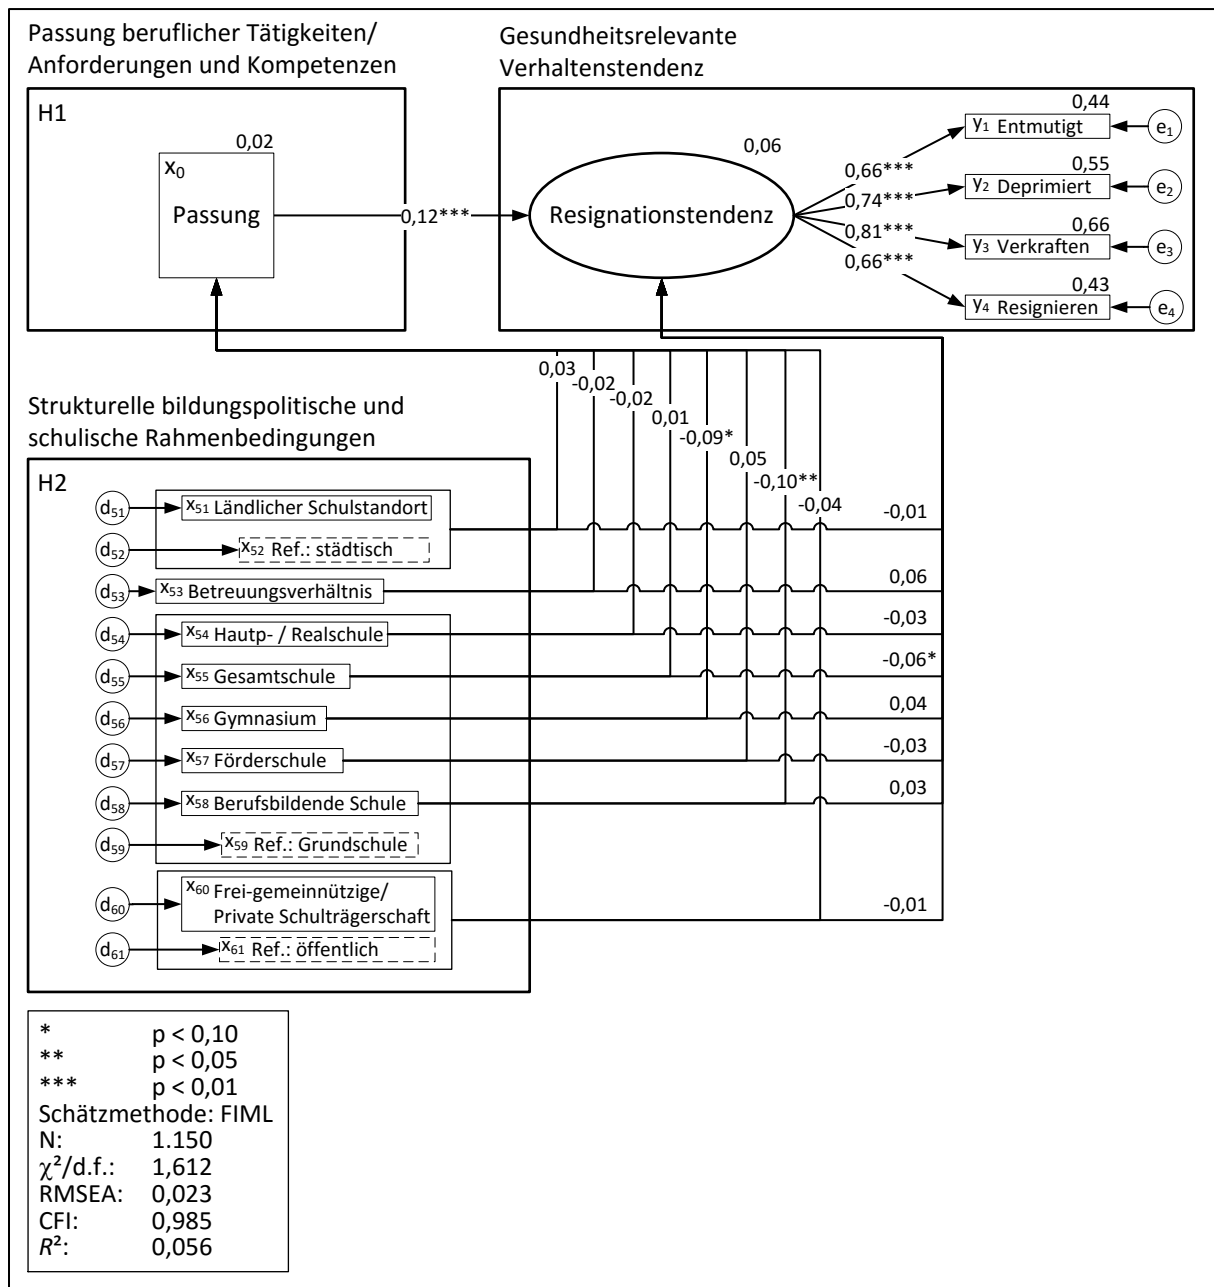 Passung beruflicher Tätigkeiten/
Anforderungen und Kompetenzen
Gesundheitsrelevante
Verhaltenstendenz
H1
0,02
x₀
Passung
0,12***
0,06
Resignationstendenz
0,66***
0,74***
0,81***
0,66***
0,44
y₁ Entmutigt
e₁
0,55
y₂ Deprimiert
e₂
0,66
y₃ Verkraften
e₃
0,43
y₄ Resignieren
e₄
0,03
-0,02
-0,02
0,01
-0,09*
0,05
-0,10**
-0,04
Strukturelle bildungspolitische und
schulische Rahmenbedingungen
H2
d₅₁
x₅₁ Ländlicher Schulstandort
-0,01
d₅₂
x₅₂ Ref.: städtisch
d₅₃
x₅₃ Betreuungsverhältnis
0,06
d₅₄
x₅₄ Hautp- / Realschule
-0,03
d₅₅
x₅₅ Gesamtschule
-0,06*
d₅₆
x₅₆ Gymnasium
0,04
d₅₇
x₅₇ Förderschule
-0,03
d₅₈
x₅₈ Berufsbildende Schule
0,03
d₅₉
x₅₉ Ref.: Grundschule
d₆₀
x₆₀ Frei-gemeinnützige/
Private Schulträgerschaft
-0,01
d₆₁
x₆₁ Ref.: öffentlich
* p < 0,10
** p < 0,05
*** p < 0,01
Schätzmethode: FIML
N: 1.150
χ²/d.f.: 1,612
RMSEA: 0,023
CFI: 0,985
R²: 0,056